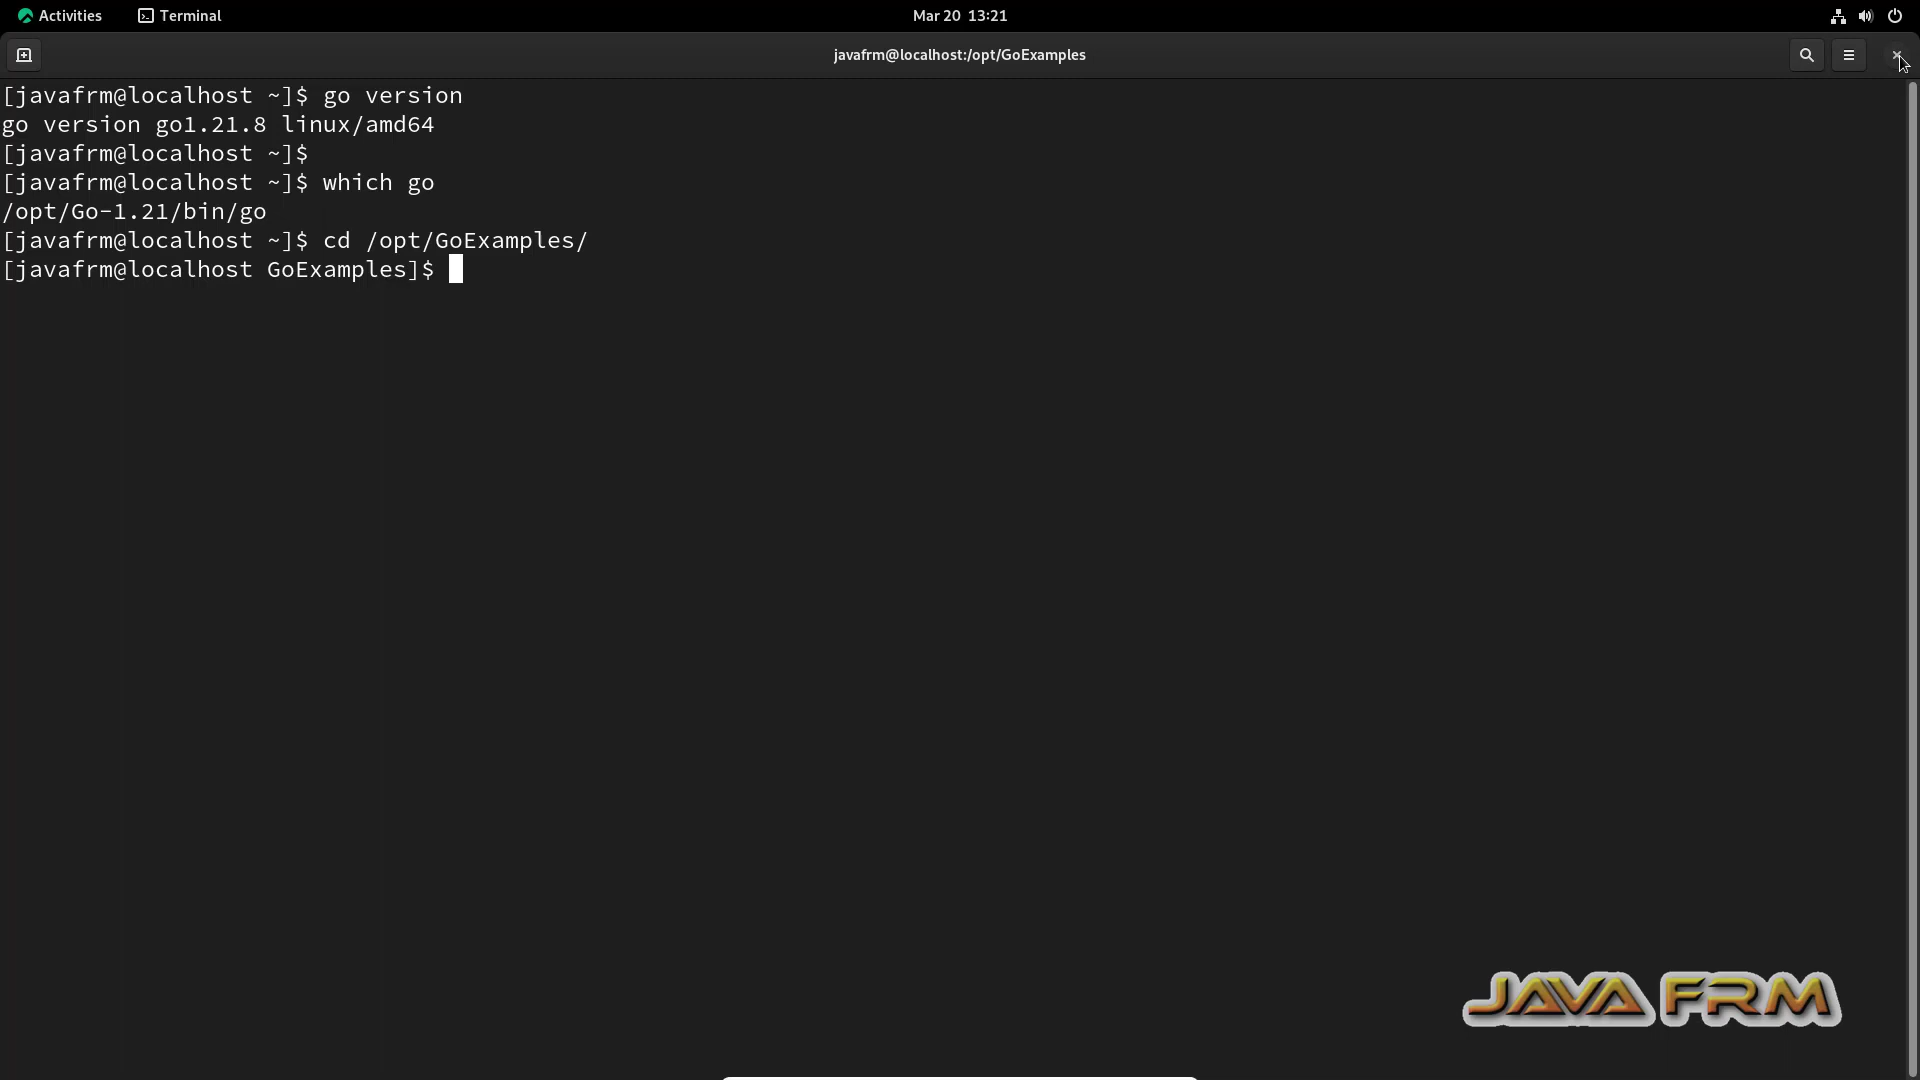 Activities Terminal Mar 20 13:21
javafrm@localhost:/opt/GoExamples
[javafrm@localhost ~]$ go version
go version go1.21.8 linux/amd64
[javafrm@localhost ~]$
[javafrm@localhost ~]$ which go
/opt/Go-1.21/bin/go
[javafrm@localhost ~]$ cd /opt/GoExamples/
[javafrm@localhost GoExamples]$
JAVA FRM